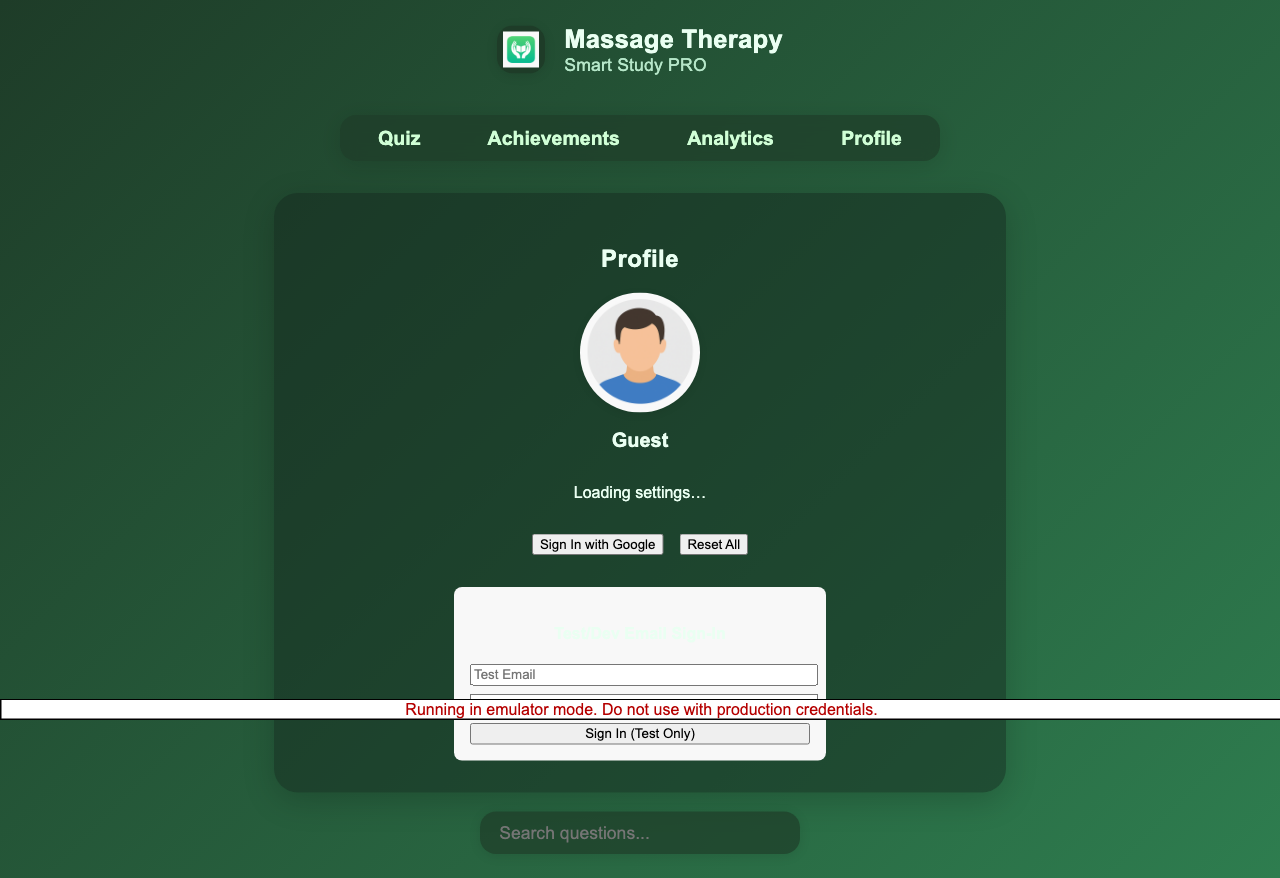 Massage Therapy
Smart Study PRO
Quiz
Achievements
Analytics
Profile
Profile
Guest
Loading settings…
Sign In with Google
Reset All
Test Email
Running in emulator mode. Do not use with production credentials.
Sign In (Test Only)
Search questions...